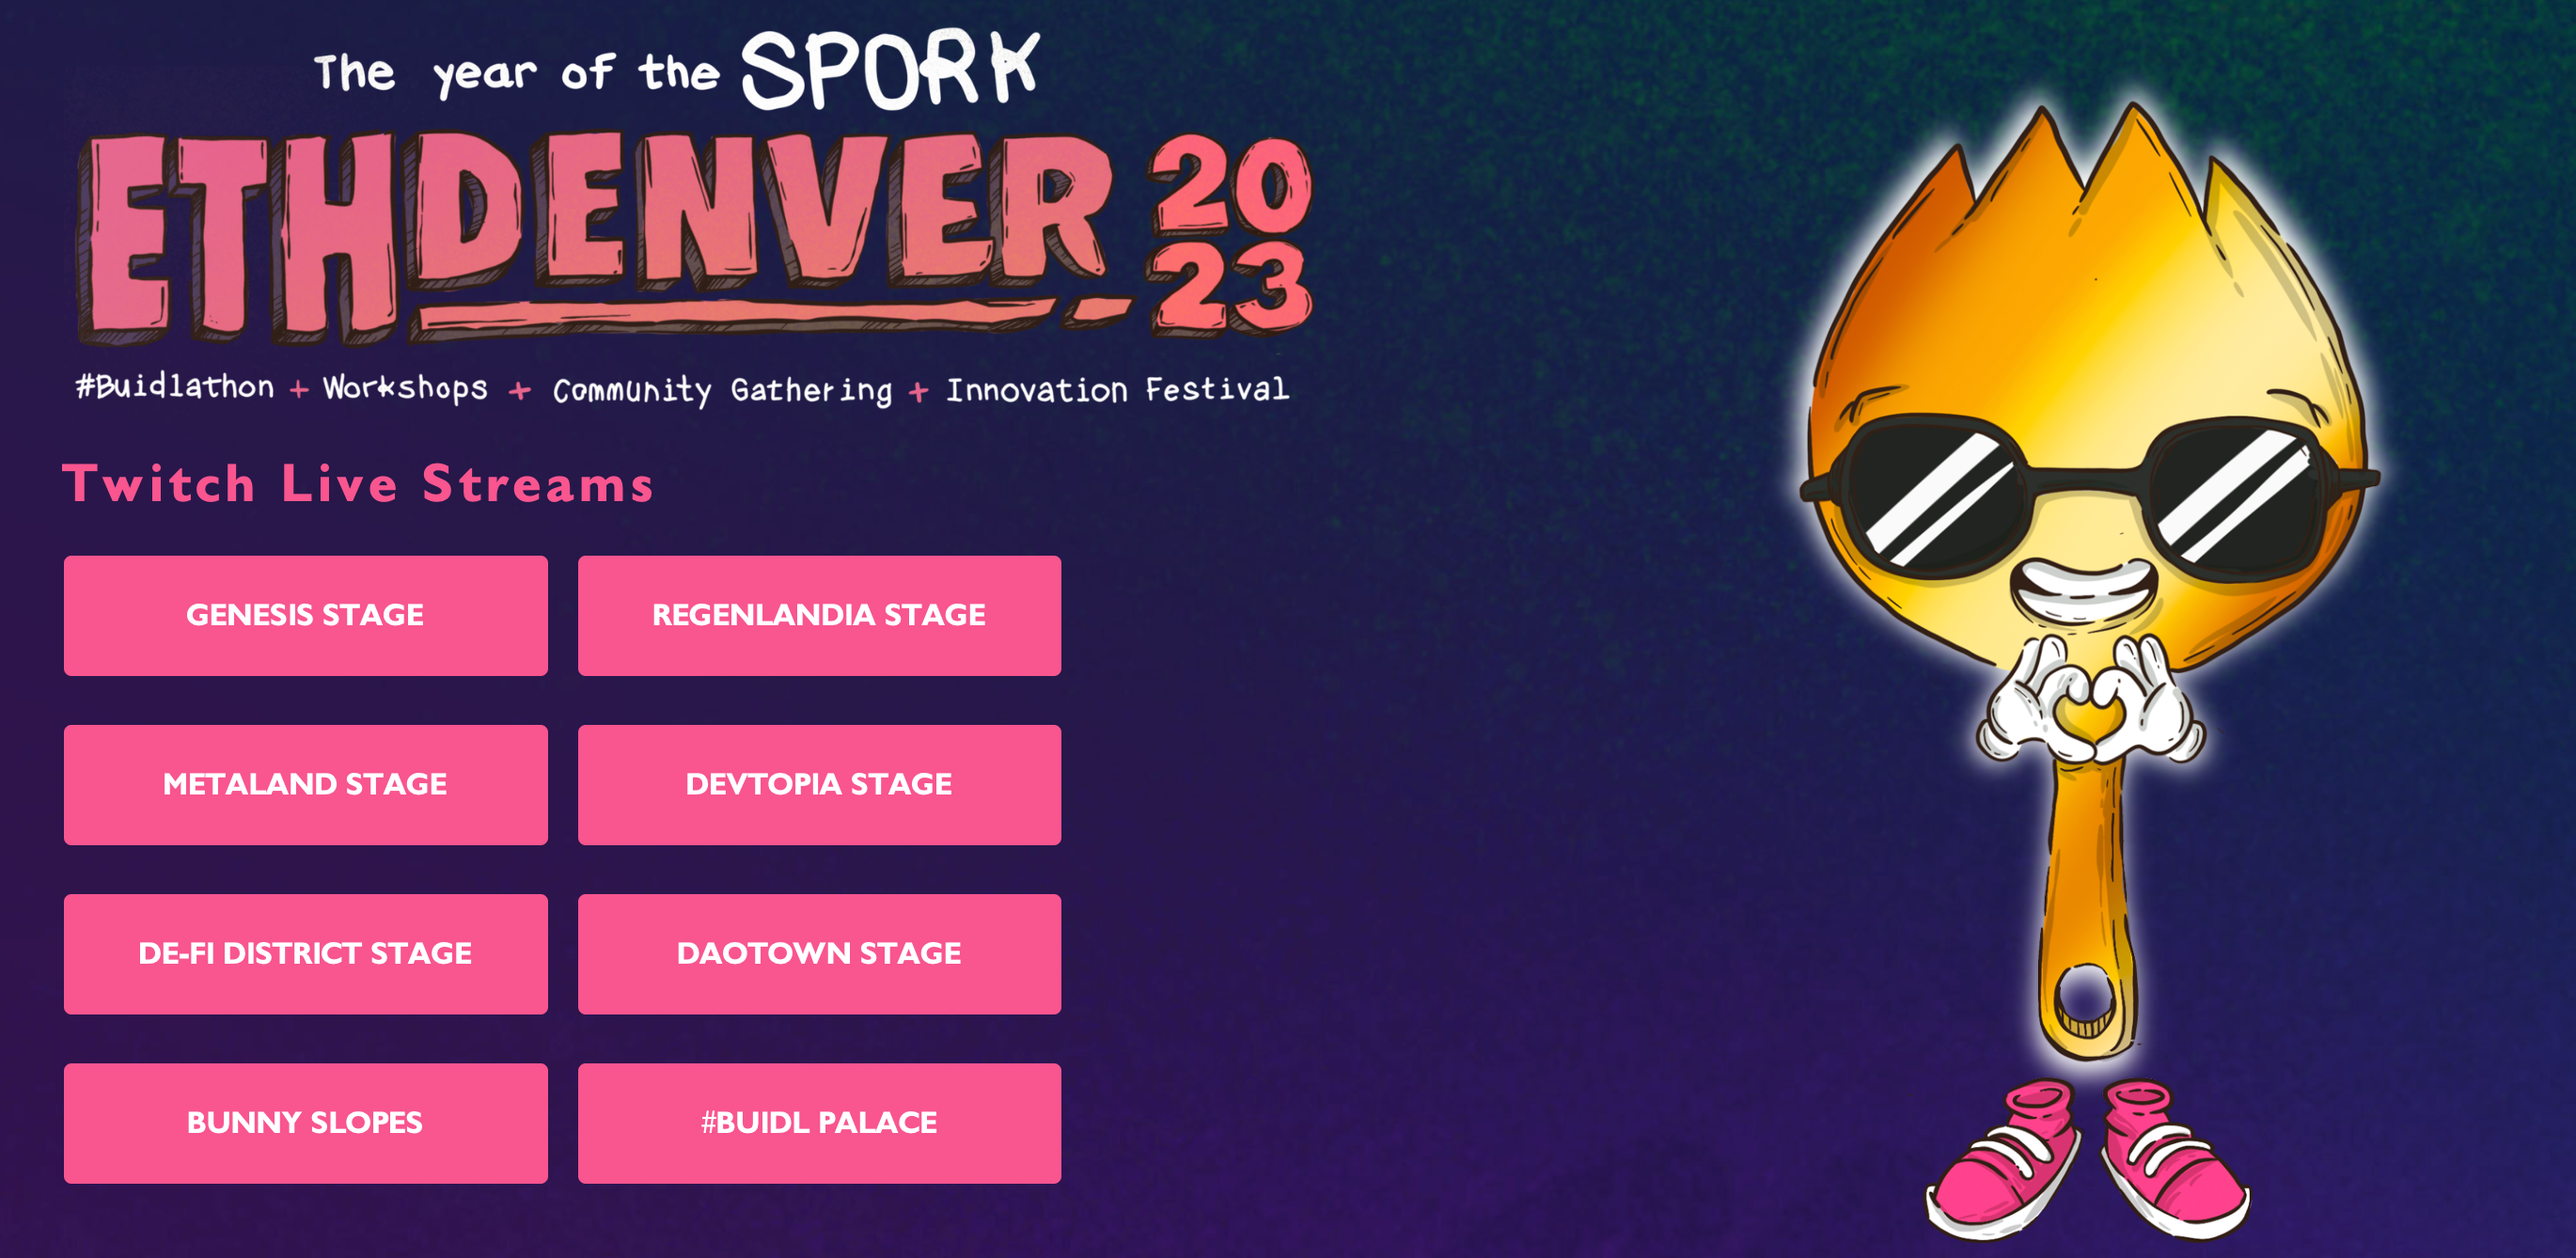 The year of the SPORK
ETHDENVER 2023
#Buidlathon + Workshops + Community Gathering + Innovation Festival
Twitch Live Streams
GENESIS STAGE
REGENLANDIA STAGE
METALAND STAGE
DEVTOPIA STAGE
DE-FI DISTRICT STAGE
DAOTOWN STAGE
BUNNY SLOPES
#BUIDL PALACE